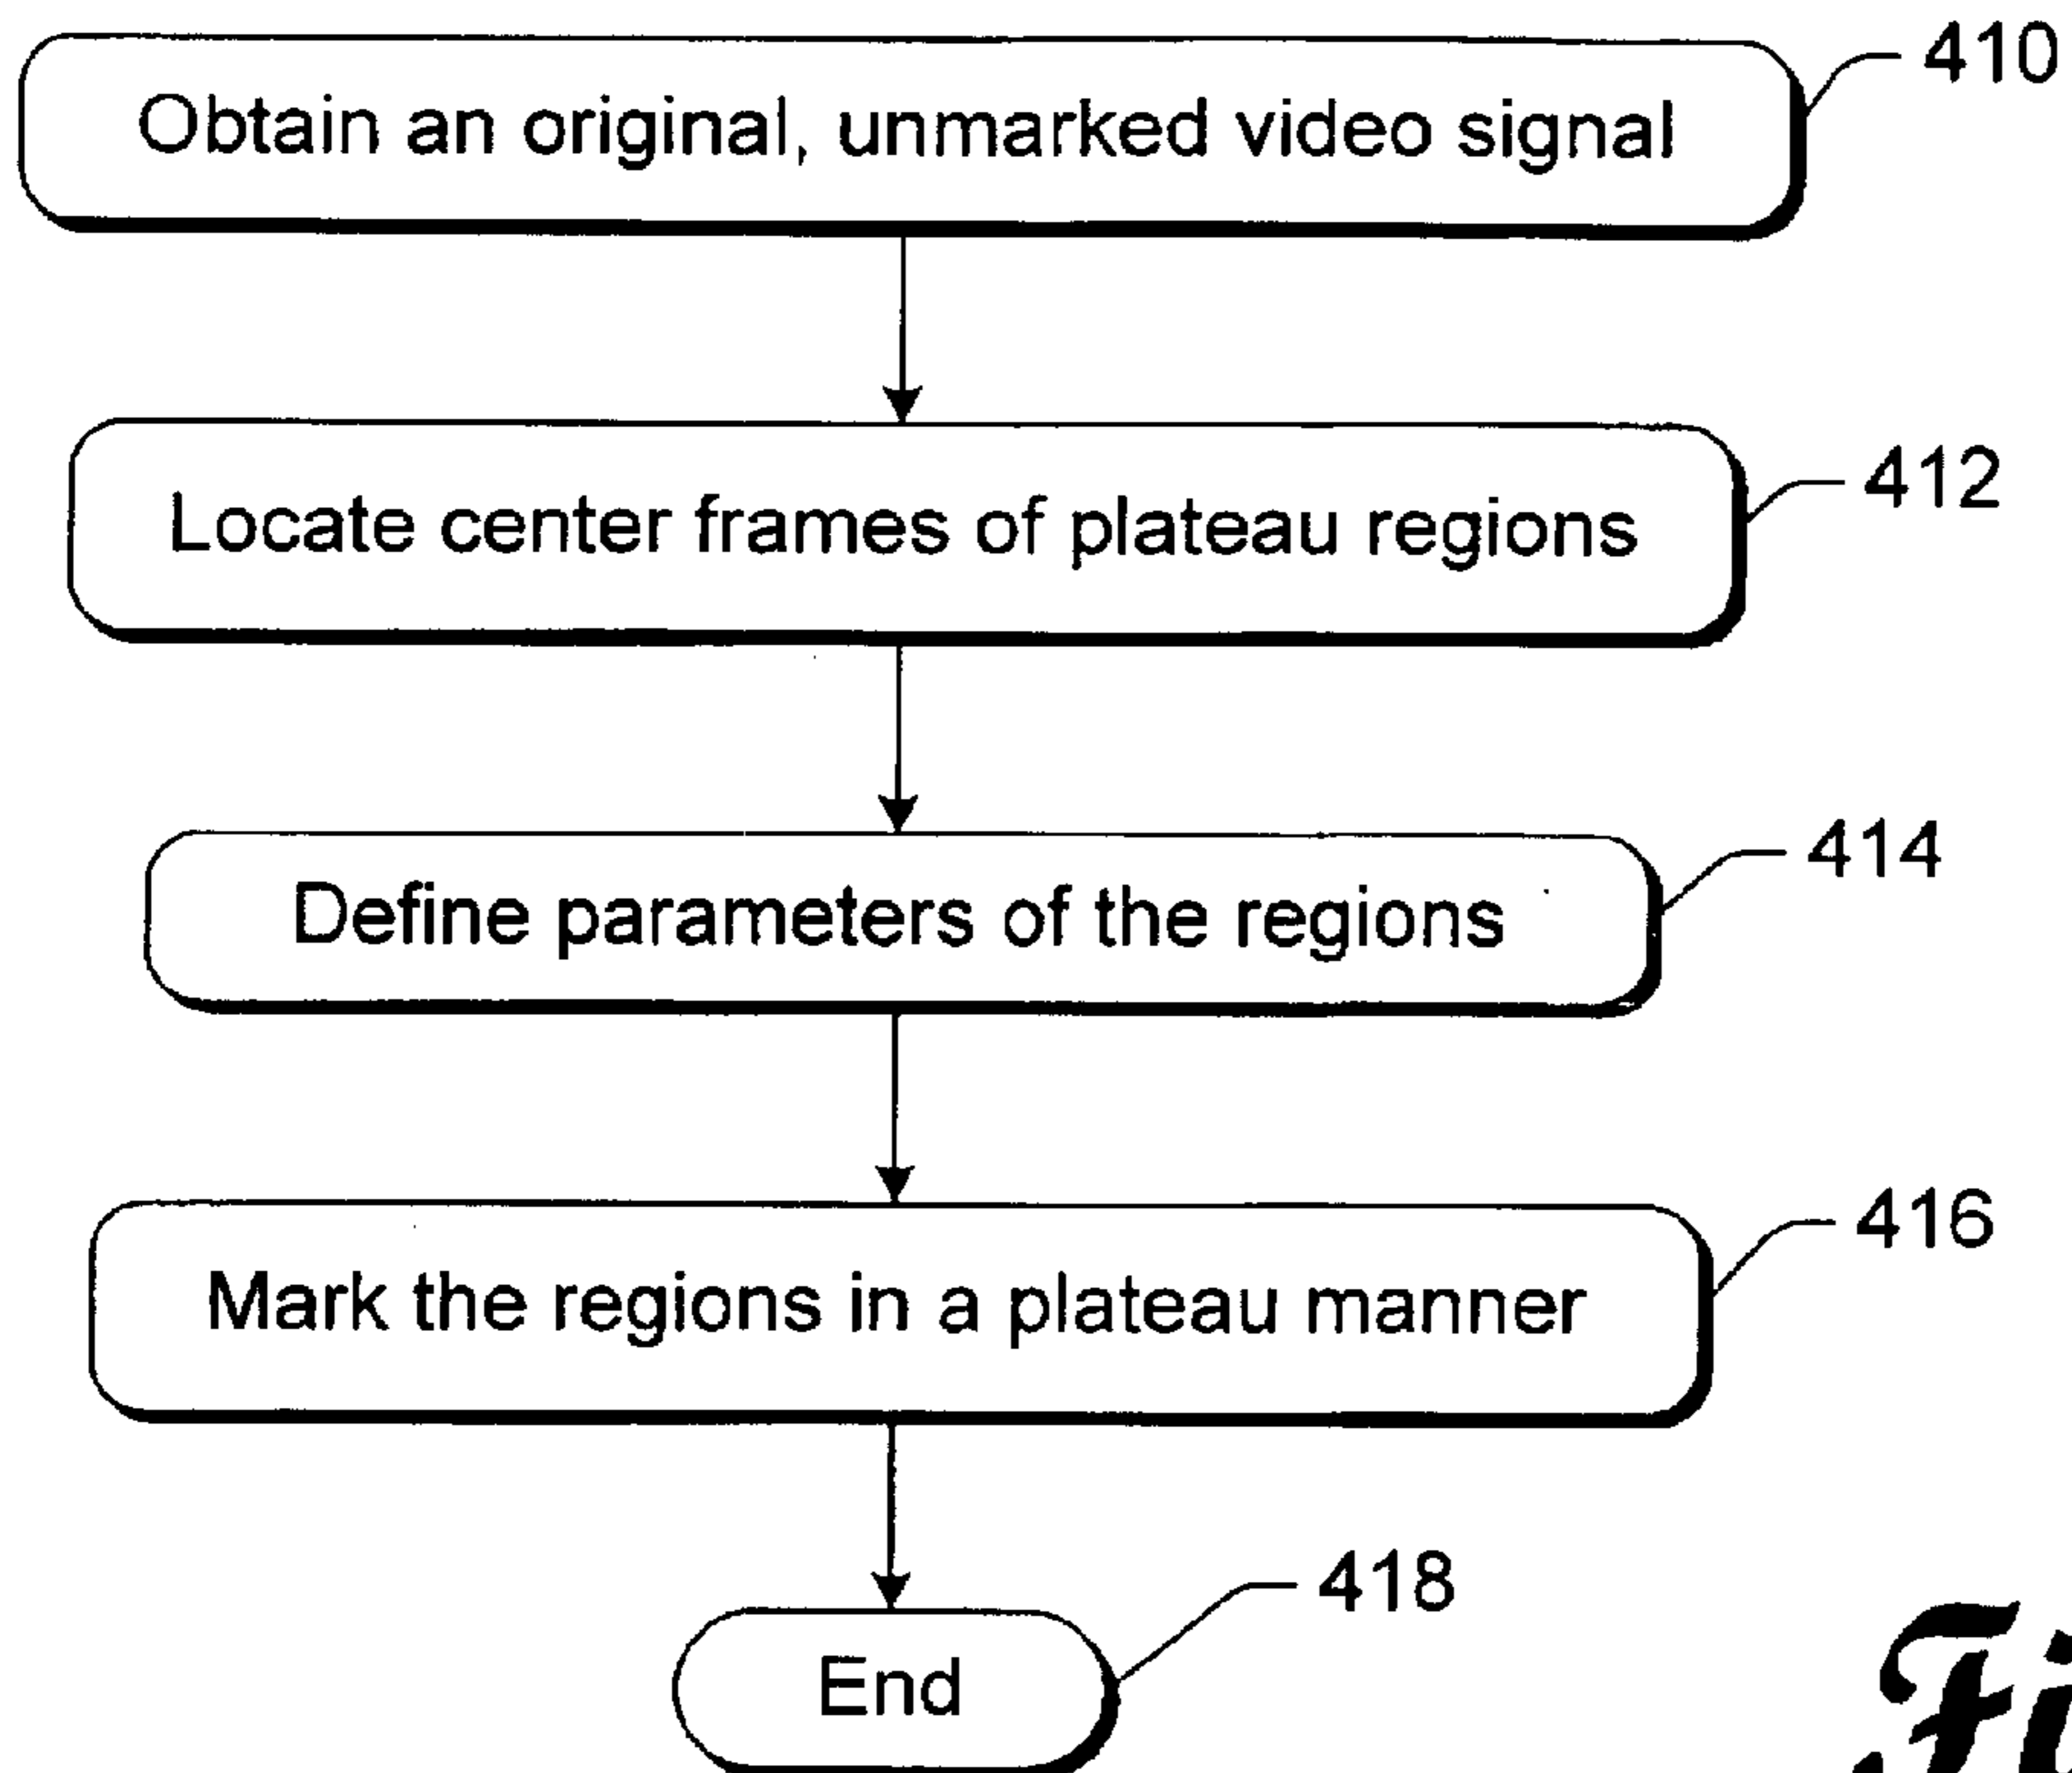 Obtain an original, unmarked video signal
410
Locate center frames of plateau regions
412
Define parameters of the regions
414
Mark the regions in a plateau manner
416
End
418